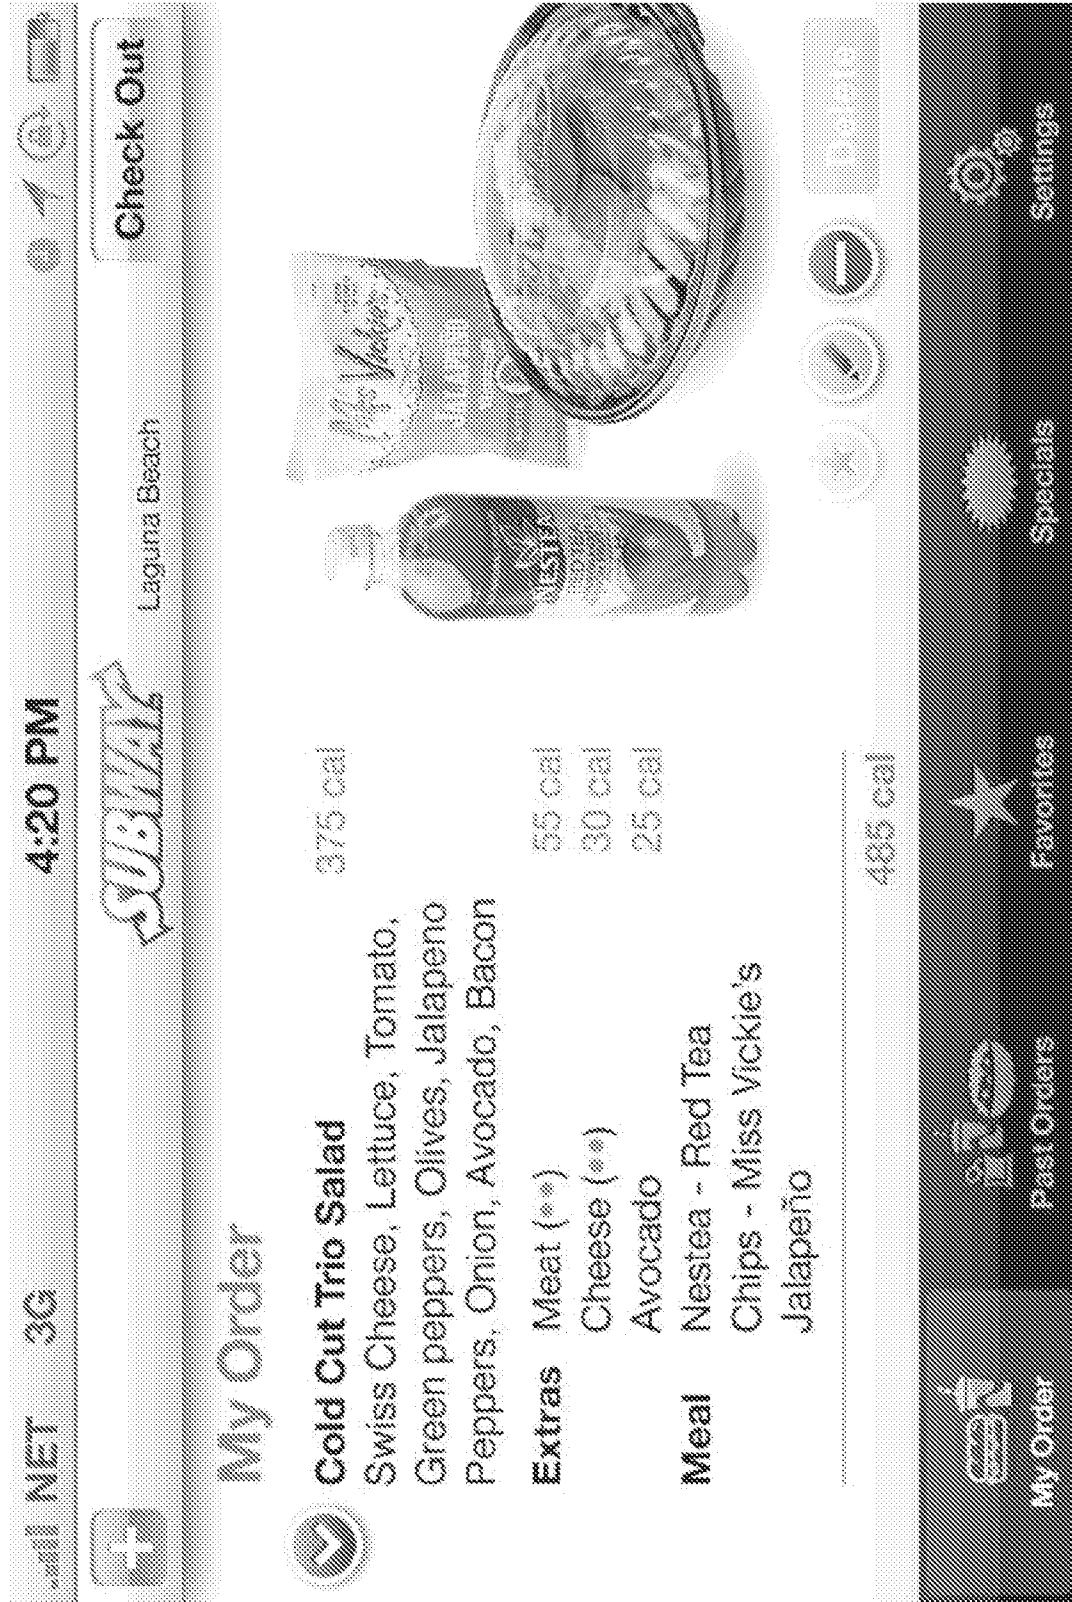 NET 3G 4:20 PM
SUBWAY Laguna Beach Check Out
My Order
Cold Cut Trio Salad 375 cal
Swiss Cheese, Lettuce, Tomato,
Green peppers, Olives, Jalapeno
Peppers, Onion, Avocado, Bacon
Extras Meat (**) 55 cal
Cheese (**) 30 cal
Avocado 25 cal
Meal Nestea - Red Tea
Chips - Miss Vickie's
Jalapeño
485 cal
Miss Vickie's
NESTEA
My Order Past Orders Favorites Specials Settings